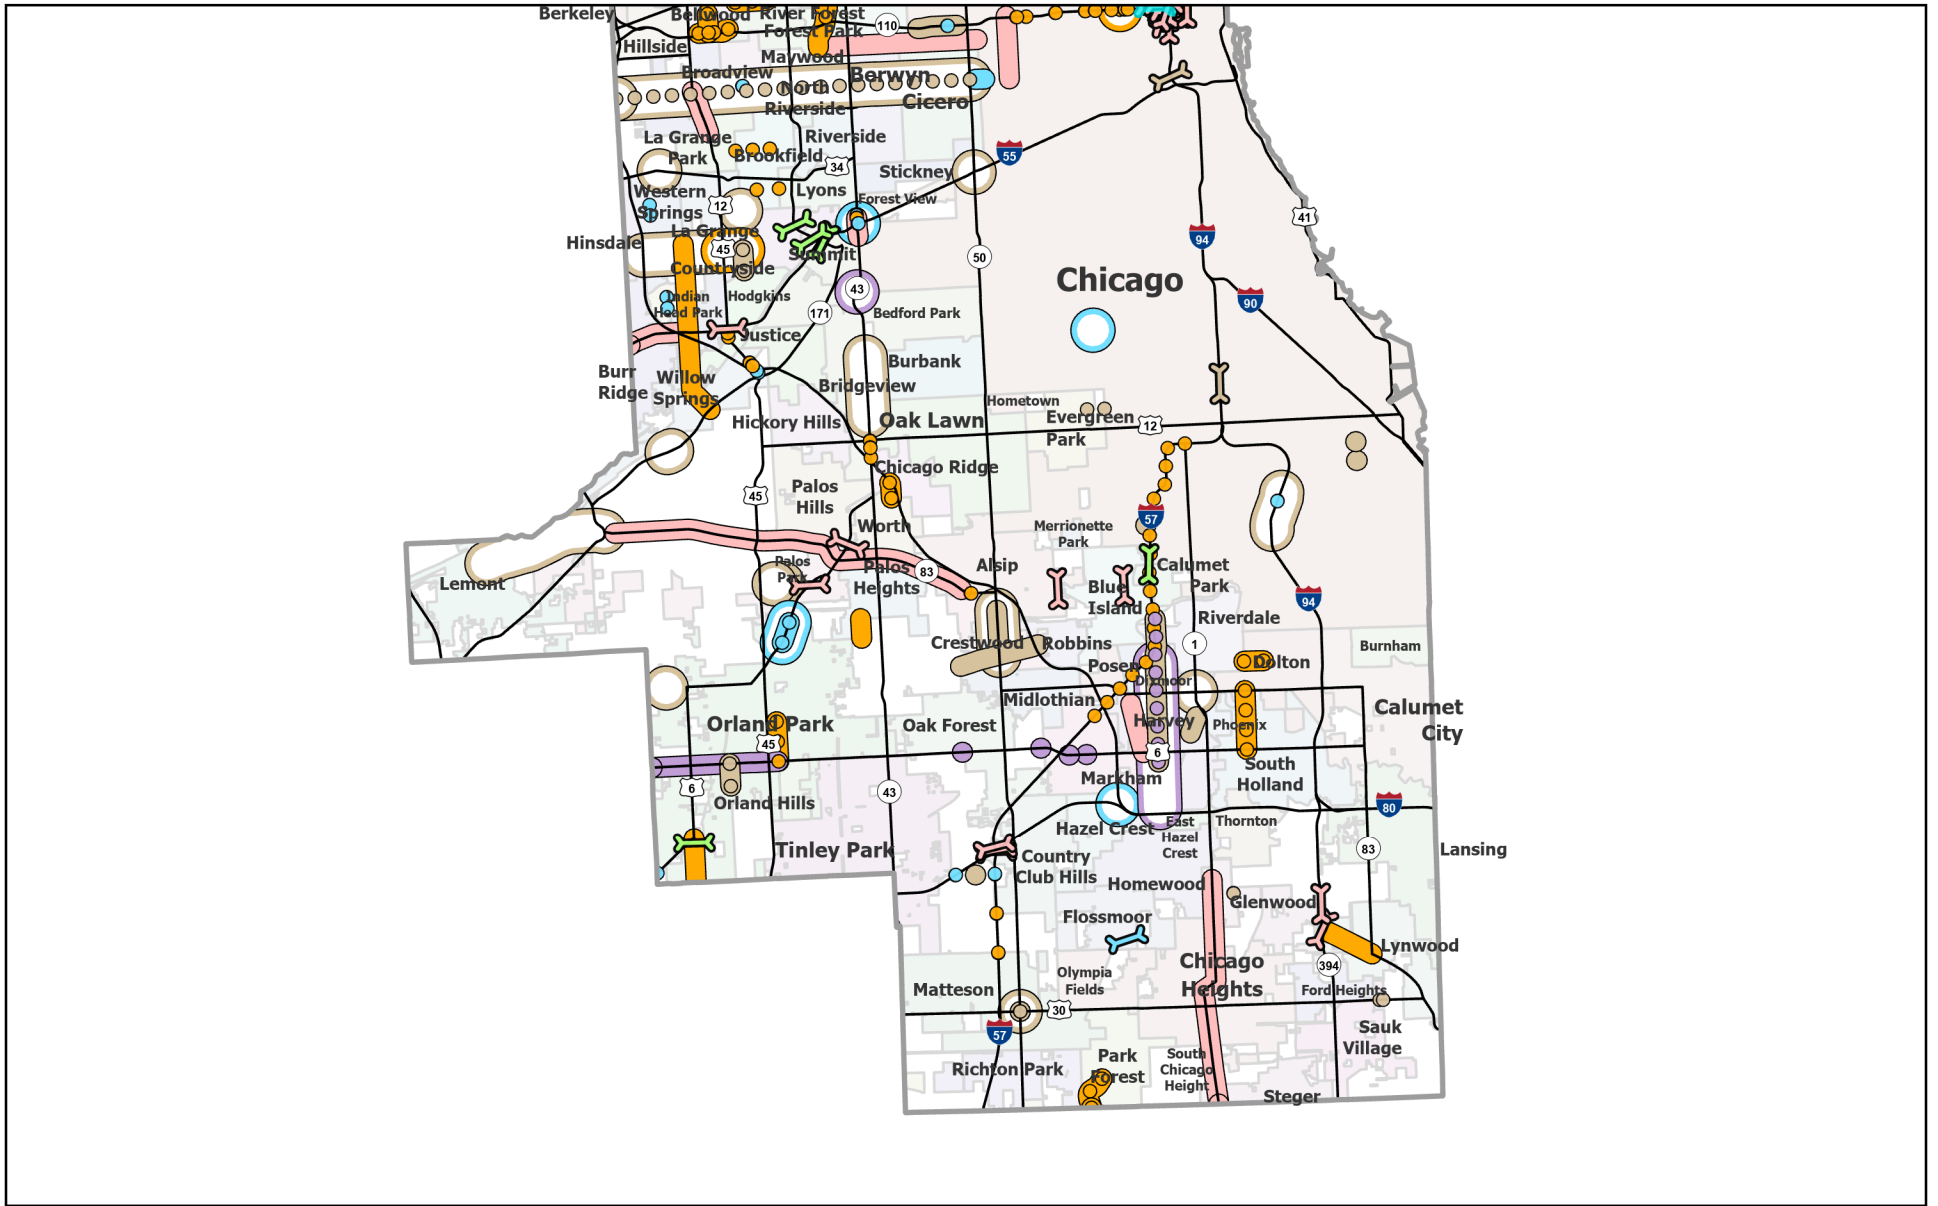 Berkeley
Bellwood
River Forest
Forest Park
110
Hillside
Maywood
Broadview
Berwyn
North
Riverside
Cicero
La Grange
Park
Riverside
Brookfield
34
55
Stickney
Western
Springs
Lyons
12
Forest View
41
La Grange
Hinsdale
45
Summit
50
94
Countyside
Chicago
Indian
Head Park
Hodgkins
43
90
171
Bedford Park
Justice
Burr
Ridge
Willow
Springs
Burbank
Bridgeview
Hometown
Hickory Hills
Oak Lawn
Evergreen
Park
12
Chicago Ridge
45
Palos
Hills
57
Worth
Merrionette
Park
Palos
Park
Palos
Heights
83
Alsip
Calumet
Park
Lemont
Blue
Island
94
Riverdale
Crestwood
Robbins
1
Burnham
Posen
Dolton
Dixmoor
Midlothian
Calumet
City
Orland Park
Oak Forest
Harvey
Phoenix
45
6
6
Markham
South
Holland
Orland Hills
43
80
Hazel Crest
East
Hazel
Crest
Thornton
Tinley Park
Country
Club Hills
83
Lansing
Homewood
Glenwood
Flossmoor
Lynwood
Chicago
Heights
394
Olympia
Fields
Matteson
Ford Heights
30
57
Sauk
Village
Richton Park
Park
Forest
South
Chicago
Height
Steger